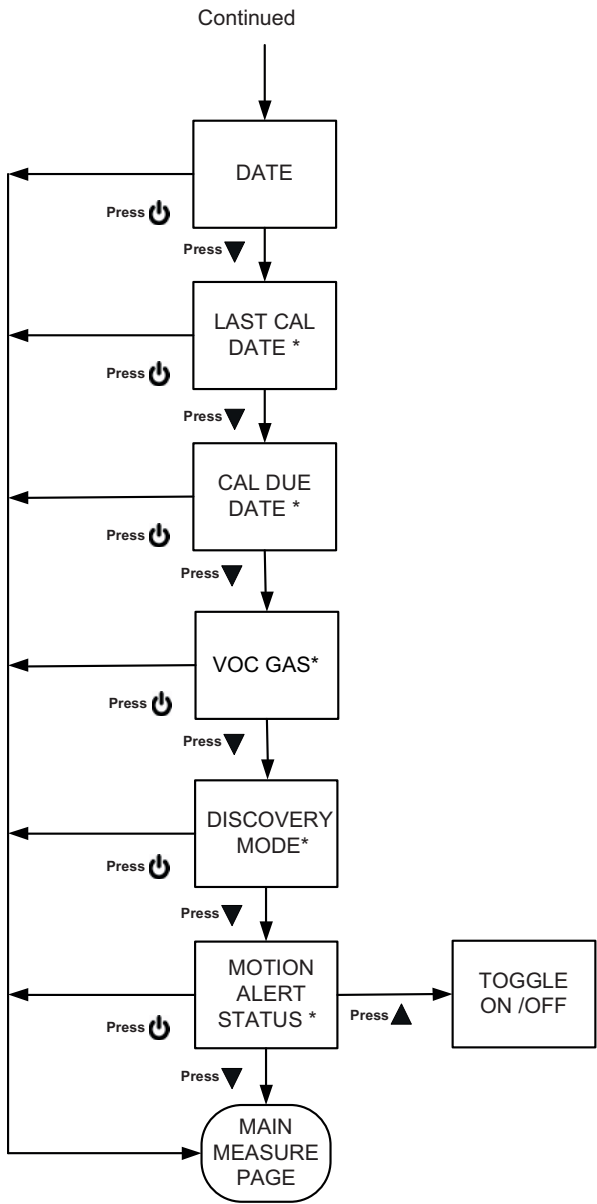 Continued
DATE
Press
Press
LAST CAL
DATE *
Press
Press
CAL DUE
DATE *
Press
Press
VOC GAS*
Press
Press
DISCOVERY
MODE*
Press
Press
MOTION
ALERT
STATUS *
Press
Press
TOGGLE
ON /OFF
Press
MAIN
MEASURE
PAGE